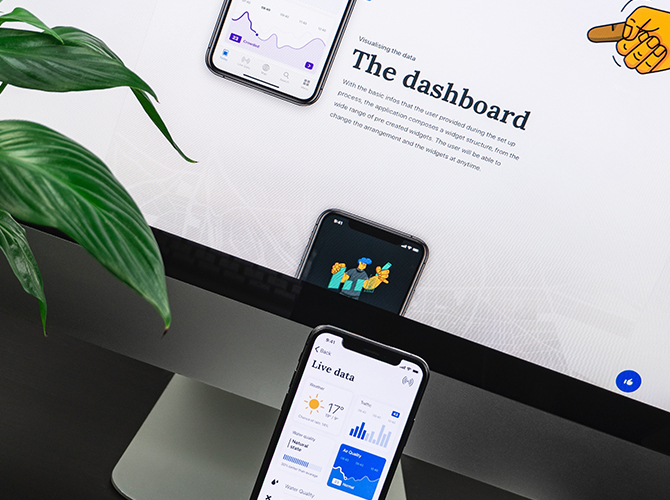 Visualising the data
The dashboard
With the basic infos that the user provided during the set up
process, the application composes a widget structure, from the
wide range of pre created widgets. The user will be able to
change the arrangement and the widgets at anytime.
9:41
9:41
Back
Live data
Weather
17°
Traffic
Water quality
Natural
state
Air Quality
Normal
Water Quality